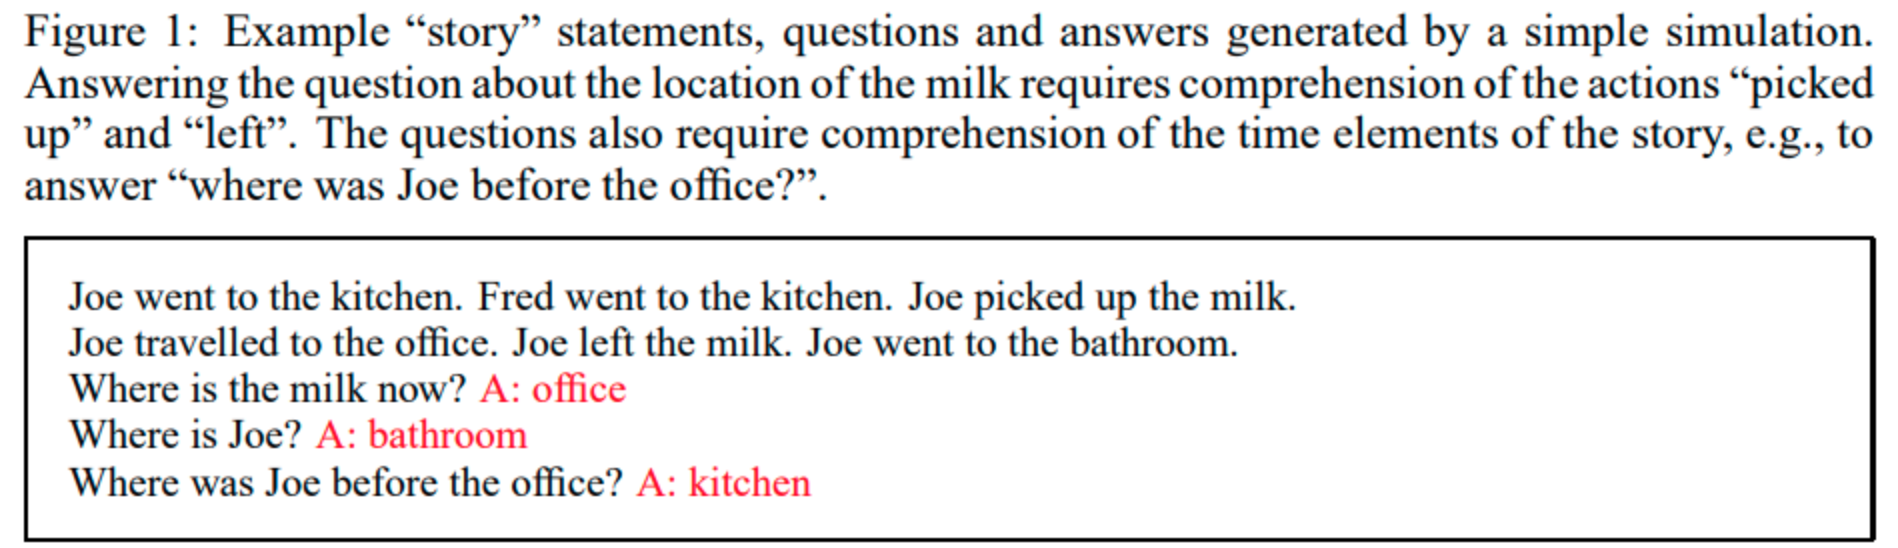 Figure 1: Example “story” statements, questions and answers generated by a simple simulation.
Answering the question about the location of the milk requires comprehension of the actions “picked
up” and “left”. The questions also require comprehension of the time elements of the story, e.g., to
answer “where was Joe before the office?”.
Joe went to the kitchen. Fred went to the kitchen. Joe picked up the milk.
Joe travelled to the office. Joe left the milk. Joe went to the bathroom.
Where is the milk now? A: office
Where is Joe? A: bathroom
Where was Joe before the office? A: kitchen